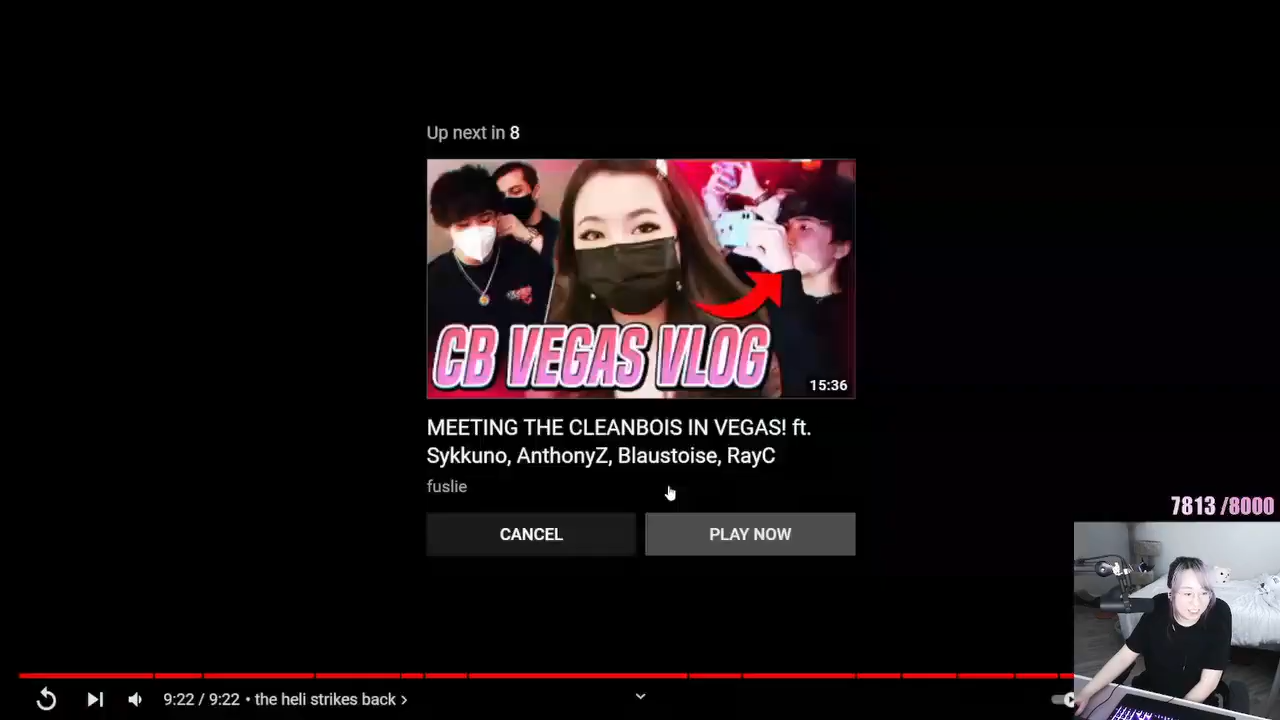 Up next in 8
CB VEGAS VLOG
15:36
MEETING THE CLEANBOIS IN VEGAS! ft.
Sykkuno, AnthonyZ, Blaustoise, RayC
fuslie
CANCEL
PLAY NOW
7813 /8000
9:22 / 9:22 • the heli strikes back ›